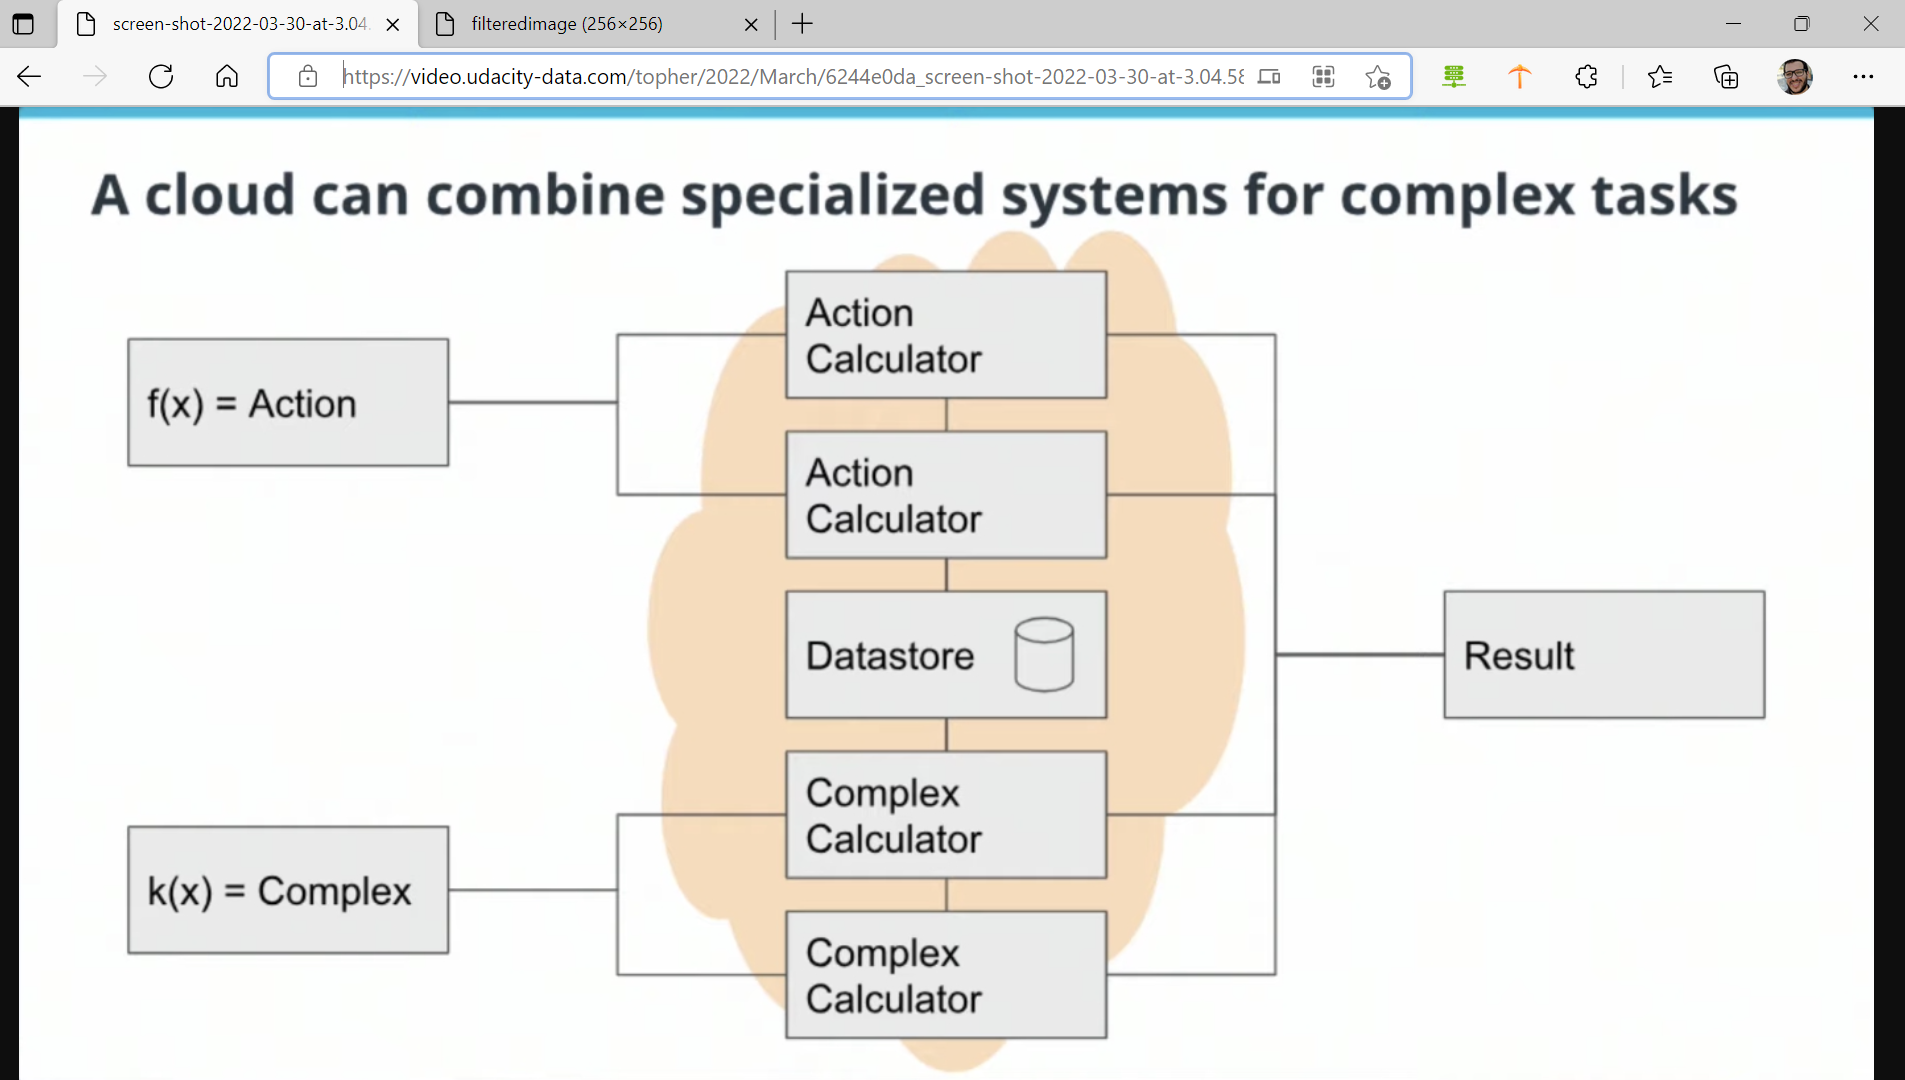 screen-shot-2022-03-30-at-3.04.
filteredimage (256×256)
https://video.udacity-data.com/topher/2022/March/6244e0da_screen-shot-2022-03-30-at-3.04.58
A cloud can combine specialized systems for complex tasks
Action
Calculator
f(x) = Action
Action
Calculator
Datastore
Result
Complex
Calculator
k(x) = Complex
Complex
Calculator